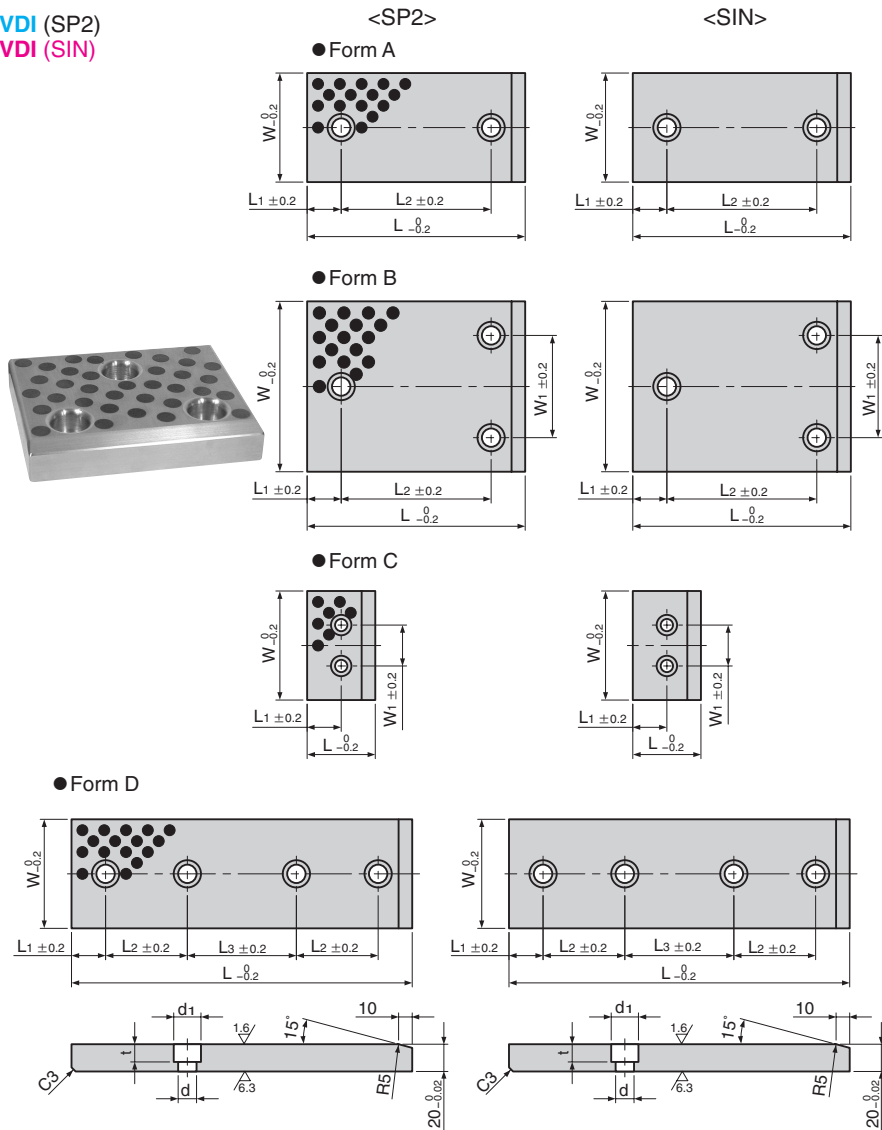 VDI (SP2)
VDI (SIN)
<SP2>
<SIN>
● Form A
W 0 -0.2
L1 ±0.2
L2 ±0.2
L 0 -0.2
W 0 -0.2
L1 ±0.2
L2 ±0.2
L 0 -0.2
● Form B
W 0 -0.2
W1 ±0.2
L1 ±0.2
L2 ±0.2
L 0 -0.2
W 0 -0.2
W1 ±0.2
L1 ±0.2
L2 ±0.2
L 0 -0.2
● Form C
W 0 -0.2
W1 ±0.2
L1 ±0.2
L 0 -0.2
W 0 -0.2
W1 ±0.2
L1 ±0.2
L 0 -0.2
● Form D
W 0 -0.2
L1 ±0.2
L2 ±0.2
L3 ±0.2
L2 ±0.2
L 0 -0.2
W 0 -0.2
L1 ±0.2
L2 ±0.2
L3 ±0.2
L2 ±0.2
L 0 -0.2
d1
1.6
15°
10
t
C3
d
6.3
R5
20 0 -0.02
d1
1.6
15°
10
t
C3
d
6.3
R5
20 0 -0.02